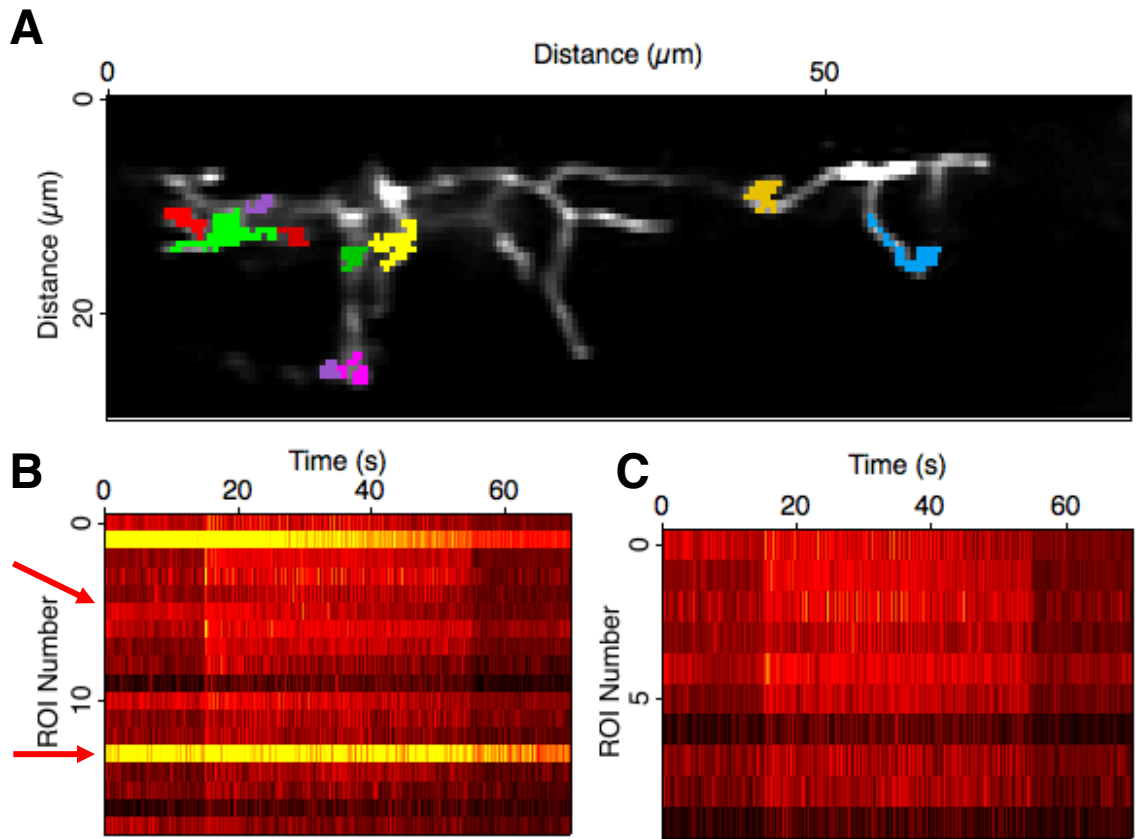 A
Distance (µm)
0 50
0
Distance (µm)
20
B
Time (s)
0 20 40 60
0
ROI Number
10
C
Time (s)
0 20 40 60
0
ROI Number
5